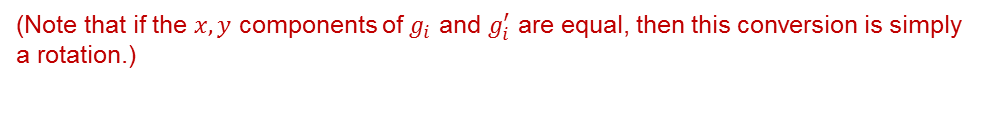 (Note that if the x, y components of gᵢ and gᵢ′ are equal, then this conversion is simply
a rotation.)